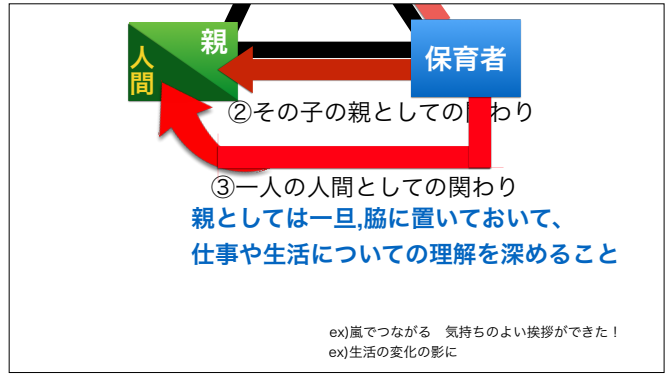 親
人間
保育者
②その子の親としての関わり
③一人の人間としての関わり
親としては一旦,脇に置いておいて、
仕事や生活についての理解を深めること
ex)嵐でつながる　気持ちのよい挨拶ができた！
ex)生活の変化の影に